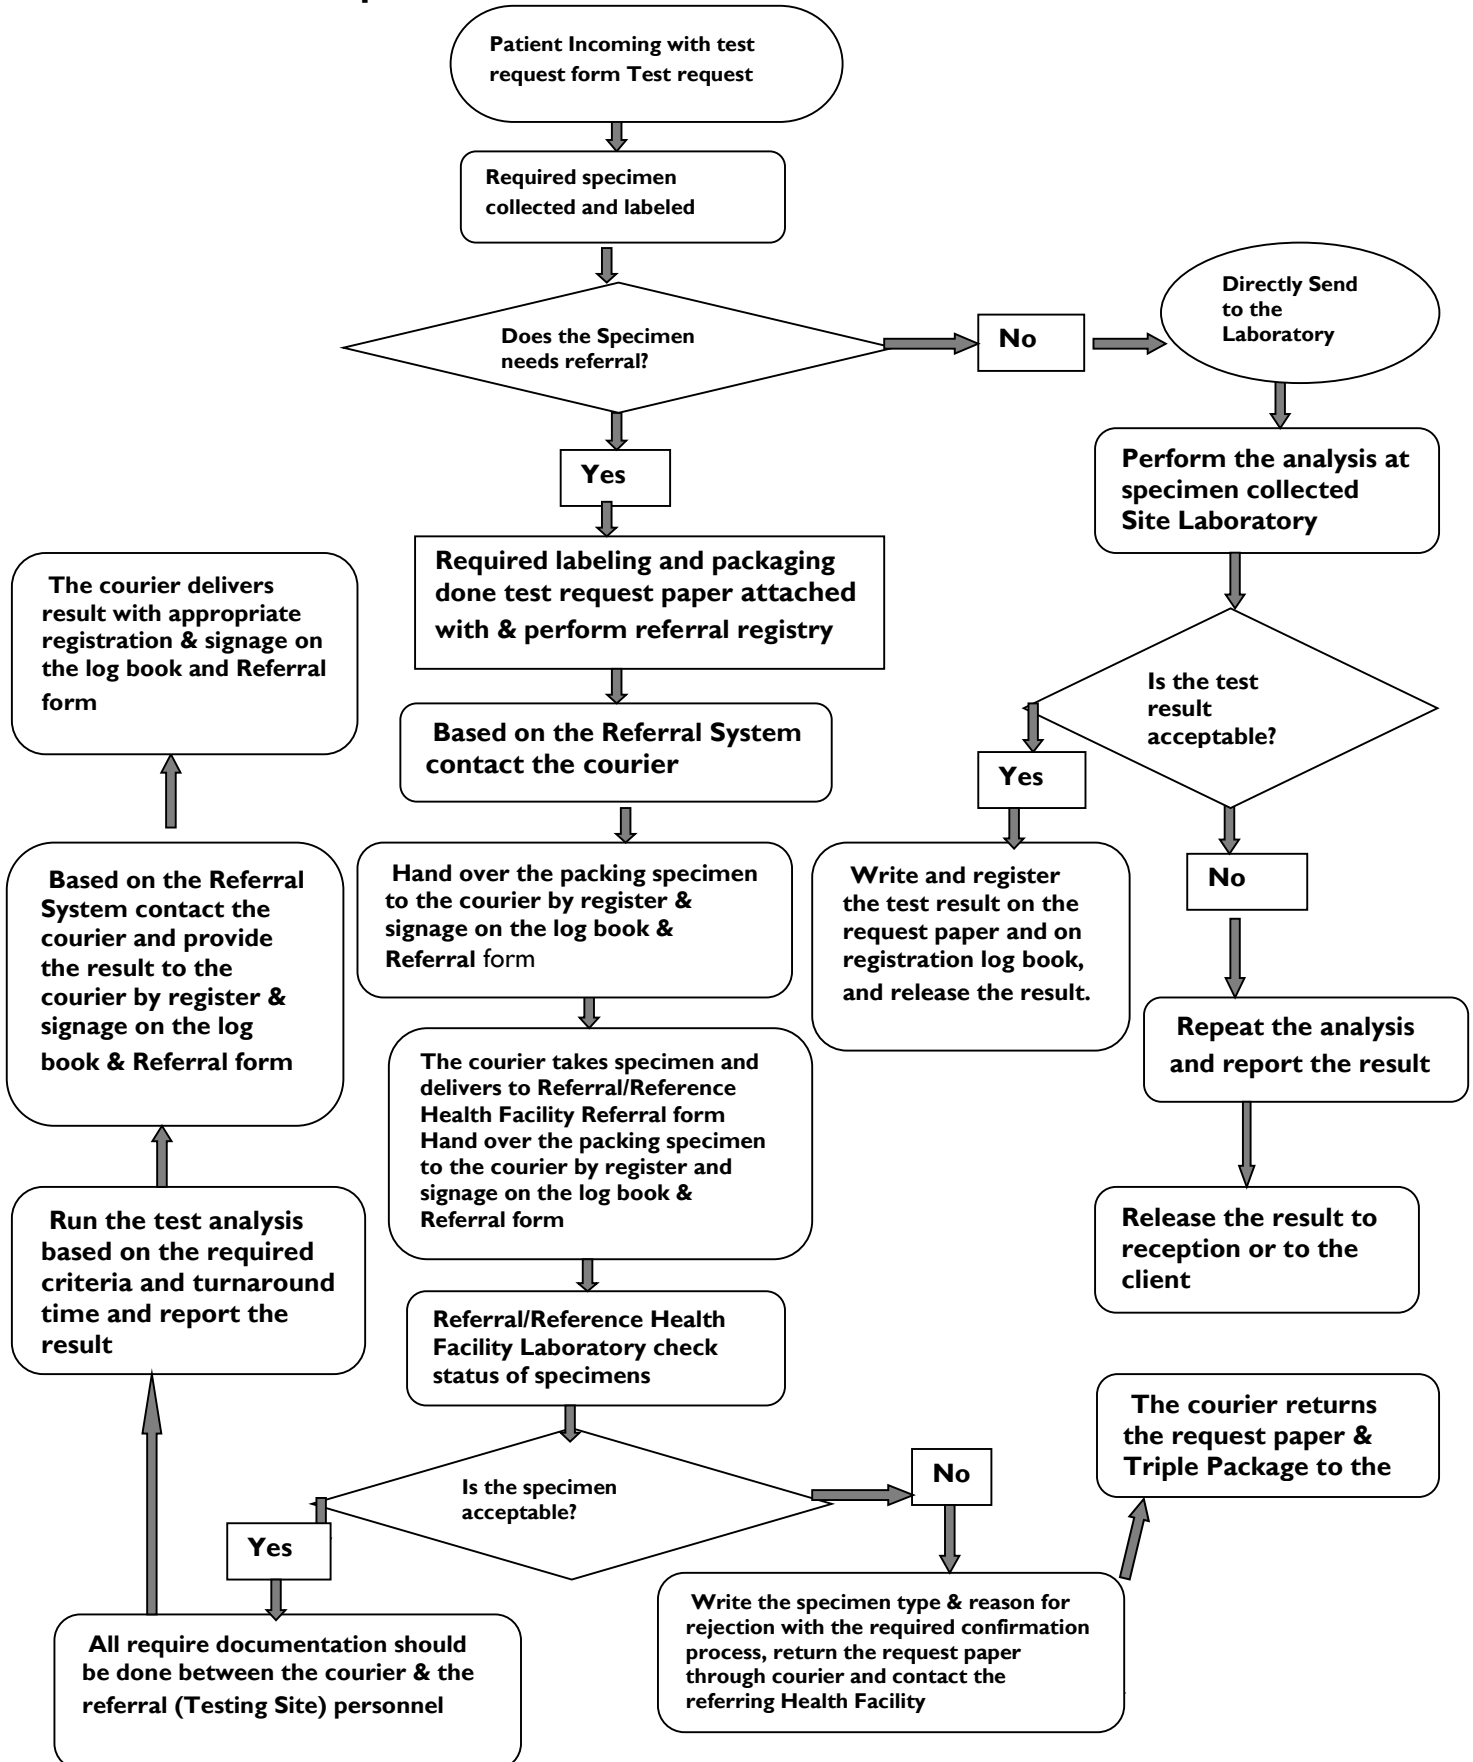 Patient Incoming with test
request form Test request
Required specimen
collected and labeled
Does the Specimen
needs referral?
No
Directly Send
to the
Laboratory
Yes
Perform the analysis at
specimen collected
Site Laboratory
Required labeling and packaging
done test request paper attached
with & perform referral registry
The courier delivers
result with appropriate
registration & signage on
the log book and Referral
form
Is the test
result
acceptable?
Based on the Referral System
contact the courier
Yes
No
Based on the Referral
System contact the
courier and provide
the result to the
courier by register &
signage on the log
book & Referral form
Hand over the packing specimen
to the courier by register &
signage on the log book &
Referral form
Write and register
the test result on the
request paper and on
registration log book,
and release the result.
Repeat the analysis
and report the result
The courier takes specimen and
delivers to Referral/Reference
Health Facility Referral form
Hand over the packing specimen
to the courier by register and
signage on the log book &
Referral form
Release the result to
reception or to the
client
Run the test analysis
based on the required
criteria and turnaround
time and report the
result
Referral/Reference Health
Facility Laboratory check
status of specimens
The courier returns
the request paper &
Triple Package to the
Is the specimen
acceptable?
No
Yes
Write the specimen type & reason for
rejection with the required confirmation
process, return the request paper
through courier and contact the
referring Health Facility
All require documentation should
be done between the courier & the
referral (Testing Site) personnel